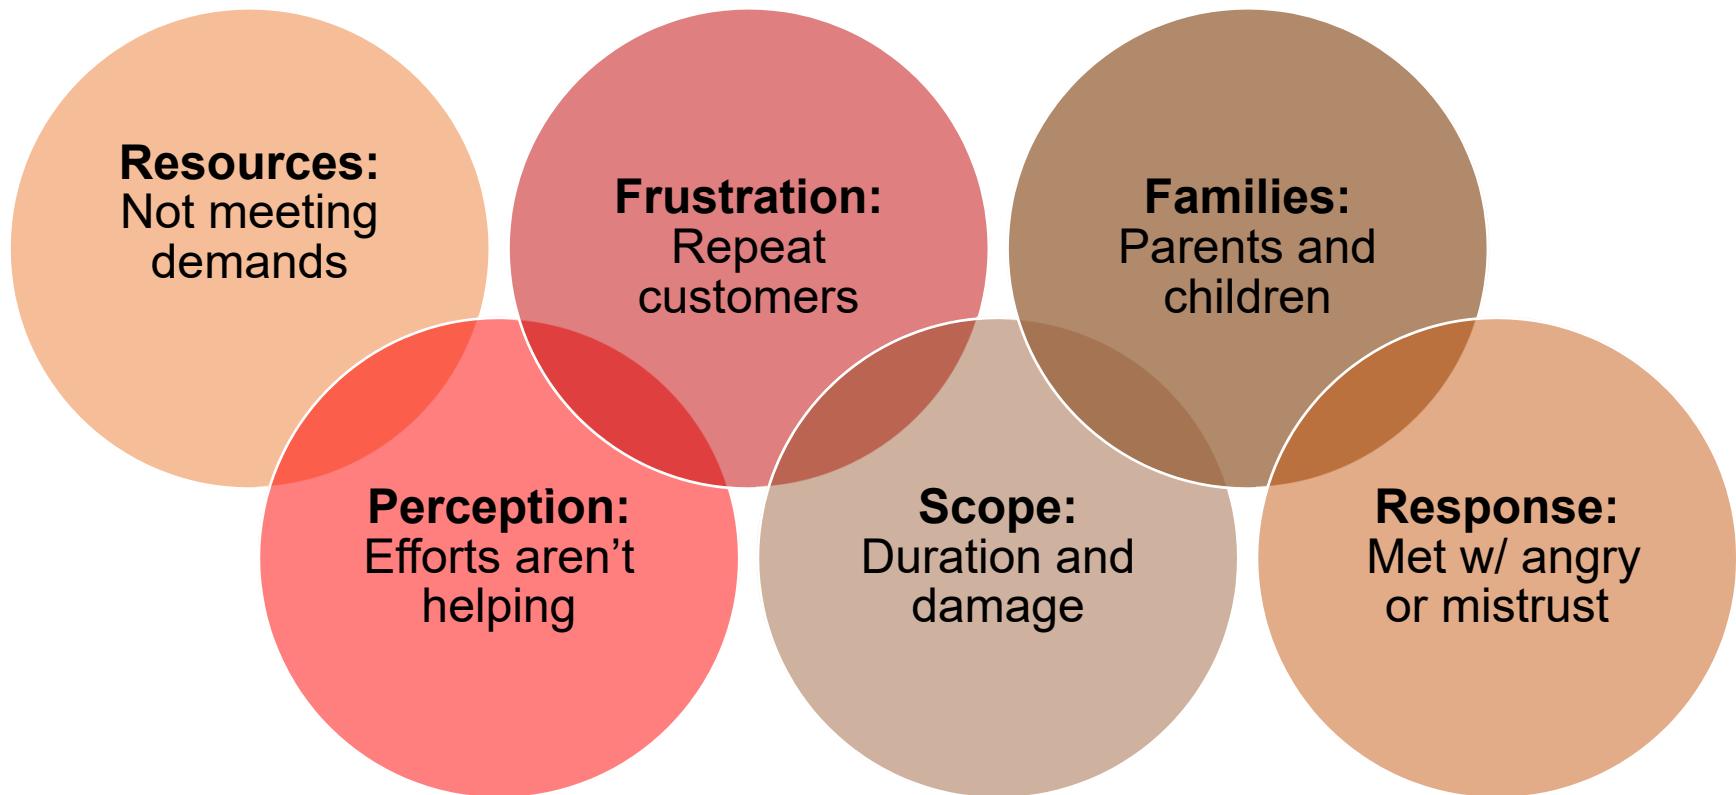 Resources:
Not meeting
demands
Perception:
Efforts aren’t
helping
Frustration:
Repeat
customers
Scope:
Duration and
damage
Families:
Parents and
children
Response:
Met w/ angry
or mistrust